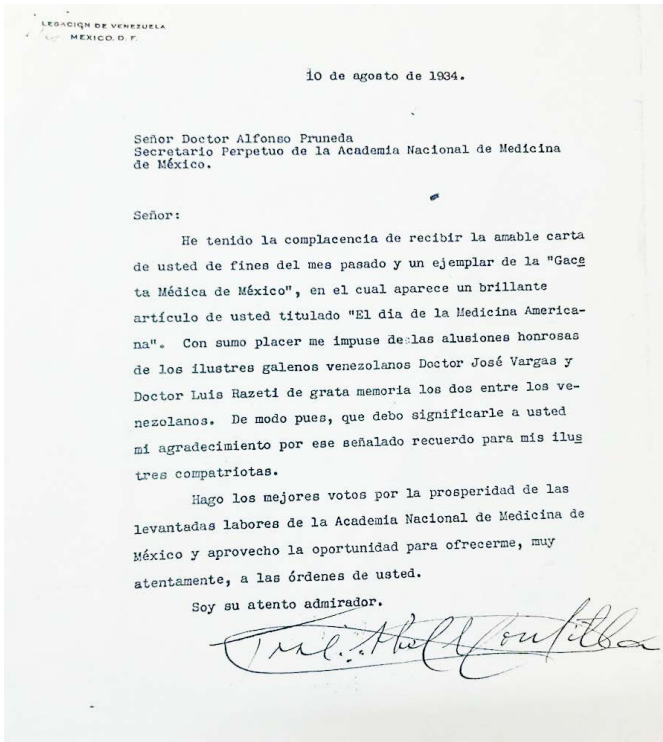 LEGACIÓN DE VENEZUELA
MEXICO, D. F.
10 de agosto de 1934.
Señor Doctor Alfonso Pruneda
Secretario Perpetuo de la Academia Nacional de Medicina
de México.
Señor:
He tenido la complacencia de recibir la amable carta
de usted de fines del mes pasado y un ejemplar de la "Gace
ta Médica de México", en el cual aparece un brillante
artículo de usted titulado "El dia de la Medicina America-
na". Con sumo placer me impuse de las alusiones honrosas
de los ilustres galenos venezolanos Doctor José Vargas y
Doctor Luis Razeti de grata memoria los dos entre los ve-
nezolanos. De modo pues, que debo significarle a usted
mi agradecimiento por ese señalado recuerdo para mis ilus
tres compatriotas.
Hago los mejores votos por la prosperidad de las
levantadas labores de la Academia Nacional de Medicina de
México y aprovecho la oportunidad para ofrecerme, muy
atentamente, a las órdenes de usted.
Soy su atento admirador.